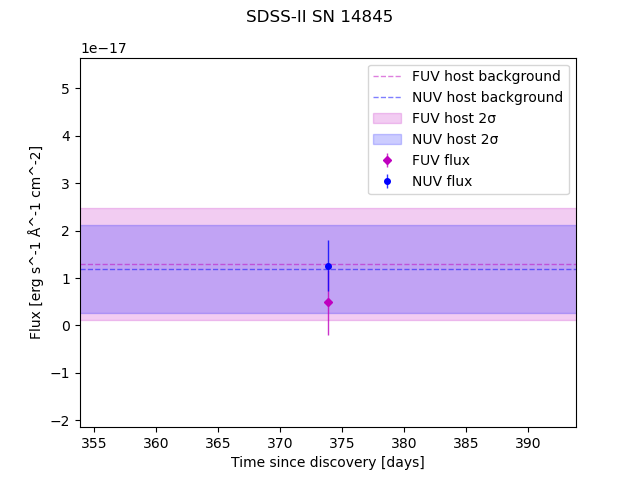 SDSS-II SN 14845
1e−17
FUV host background
NUV host background
FUV host 2σ
NUV host 2σ
FUV flux
NUV flux
5
4
3
2
1
0
−1
−2
Flux [erg s^-1 Å^-1 cm^-2]
355 360 365 370 375 380 385 390
Time since discovery [days]